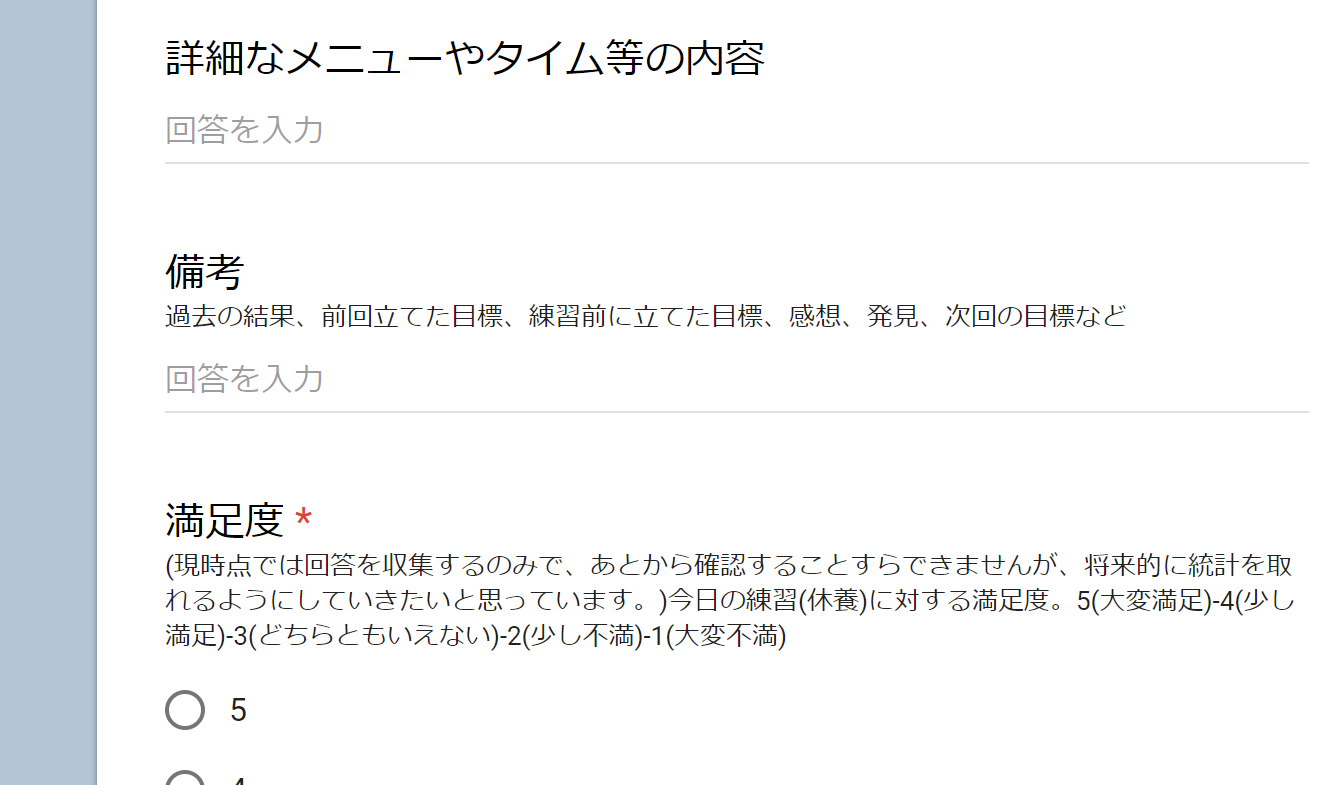 詳細なメニューやタイム等の内容
回答を入力
備考
過去の結果、前回立てた目標、練習前に立てた目標、感想、発見、次回の目標など
回答を入力
満足度 *
(現時点では回答を収集するのみで、あとから確認することすらできませんが、将来的に統計を取
れるようにしていきたいと思っています。)今日の練習(休養)に対する満足度。5(大変満足)-4(少し
満足)-3(どちらともいえない)-2(少し不満)-1(大変不満)
5
4